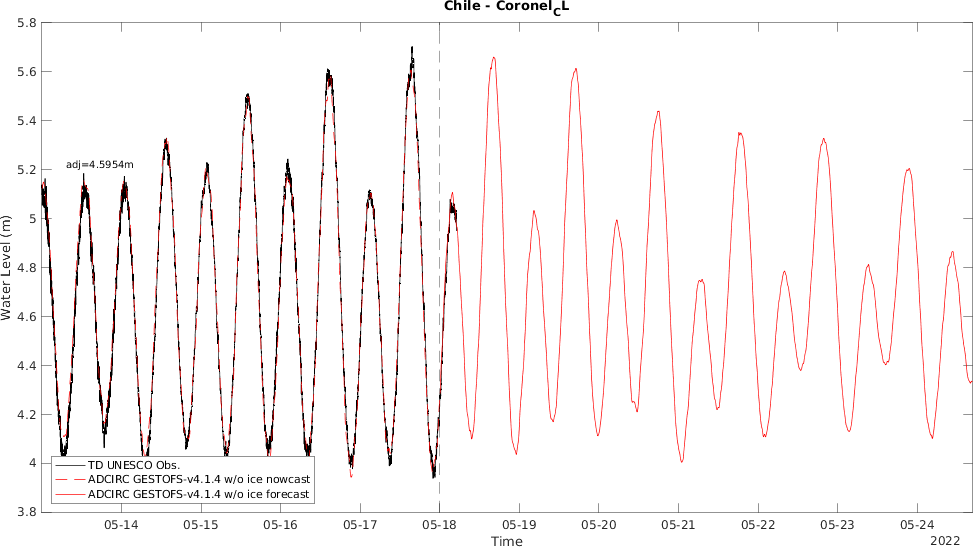 Chile - Coronel_CL
5.8
5.6
5.4
5.2
5
4.8
4.6
4.4
4.2
4
3.8
Water Level (m)
adj=4.5954m
TD UNESCO Obs.
ADCIRC GESTOFS-v4.1.4 w/o ice nowcast
ADCIRC GESTOFS-v4.1.4 w/o ice forecast
05-14 05-15 05-16 05-17 05-18 05-19 05-20 05-21 05-22 05-23 05-24
Time
2022